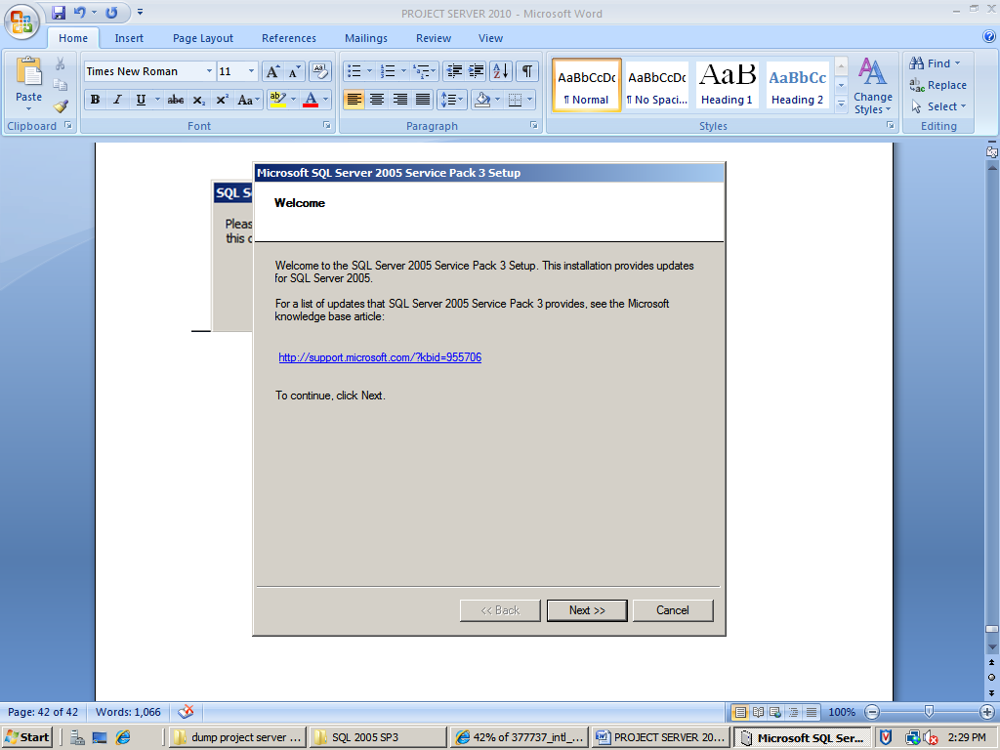 PROJECT SERVER 2010 - Microsoft Word
Home Insert Page Layout References Mailings Review View
Paste
Clipboard
Times New Roman 11
B I U abc x₂ x² Aa ab A
Font
Paragraph
AaBbCcDc AaBbCcDc AaBbC AaBbCc
¶ Normal ¶ No Spaci... Heading 1 Heading 2
Change
Styles
Styles
Find
Replace
Select
Editing
SQL S
Pleas
this c
Microsoft SQL Server 2005 Service Pack 3 Setup
Welcome
Welcome to the SQL Server 2005 Service Pack 3 Setup. This installation provides updates
for SQL Server 2005.
For a list of updates that SQL Server 2005 Service Pack 3 provides, see the Microsoft
knowledge base article:
http://support.microsoft.com/?kbid=955706
To continue, click Next.
<< Back Next >> Cancel
Page: 42 of 42 Words: 1,066 100%
Start dump project server ... SQL 2005 SP3 42% of 377737_intl_... PROJECT SERVER 20... Microsoft SQL Ser... 2:29 PM